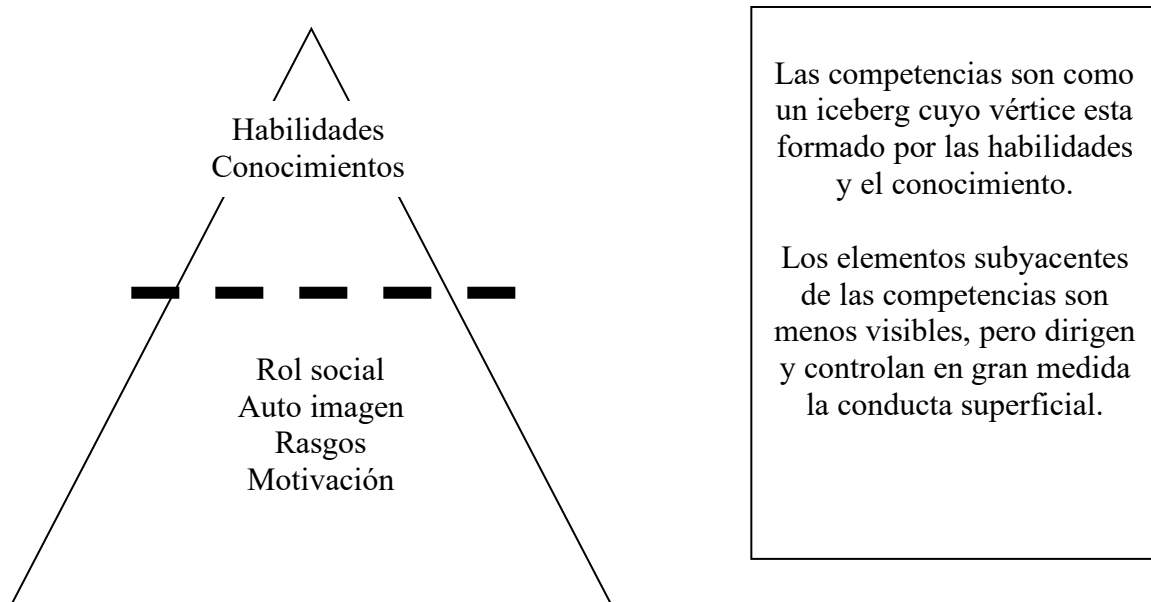 Habilidades
Conocimientos
Rol social
Auto imagen
Rasgos
Motivación
Las competencias son como
un iceberg cuyo vértice esta
formado por las habilidades
y el conocimiento.
Los elementos subyacentes
de las competencias son
menos visibles, pero dirigen
y controlan en gran medida
la conducta superficial.